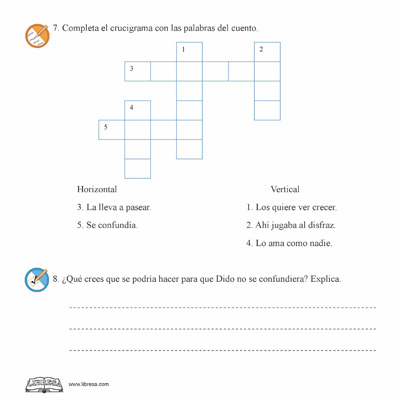 7. Completa el crucigrama con las palabras del cuento.
1
2
3
4
5
Horizontal
Vertical
3. La lleva a pasear.
1. Los quiere ver crecer.
5. Se confundía.
2. Ahí jugaba al disfraz.
4. Lo ama como nadie.
8. ¿Qué crees que se podría hacer para que Dido no se confundiera? Explica.
www.libresa.com